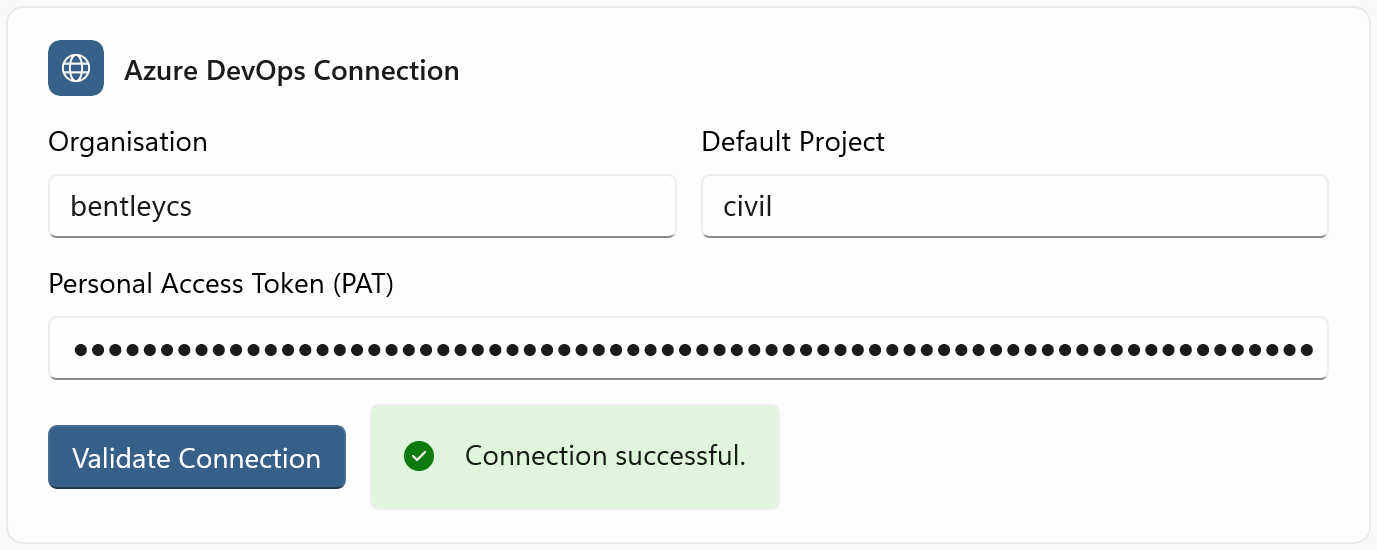 Azure DevOps Connection
Organisation
Default Project
bentleycs
civil
Personal Access Token (PAT)
••••••••••••••••••••••••••••••••••••••••••••••••••••••••••••••••••••••••
Validate Connection
Connection successful.